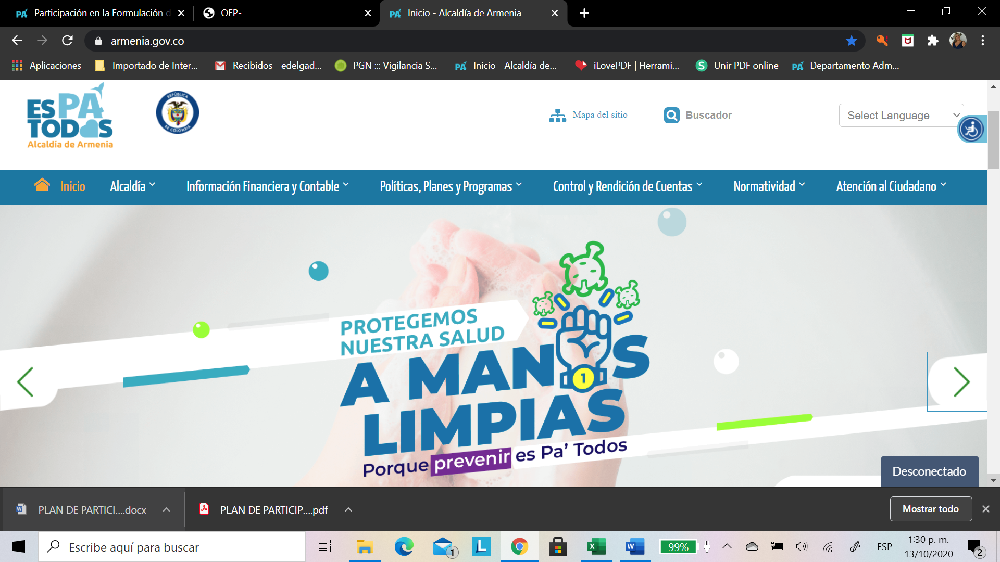 Participación en la Formulación d
OFP-
Inicio - Alcaldía de Armenia
armenia.gov.co
Aplicaciones
Importado de Inter...
Recibidos - edelgad...
PGN ::: Vigilancia S...
Inicio - Alcaldía de...
iLovePDF | Herrami...
Unir PDF online
Departamento Adm...
ES PA
TODOS
Alcaldía de Armenia
REPÚBLICA
DE COLOMBIA
Mapa del sitio
Buscador
Select Language
Inicio
Alcaldía
Información Financiera y Contable
Políticas, Planes y Programas
Control y Rendición de Cuentas
Normatividad
Atención al Ciudadano
PROTEGEMOS
NUESTRA SALUD
A MANOS
1
LIMPIAS
Porque prevenir es Pa' Todos
Desconectado
PLAN DE PARTICI....docx
PLAN DE PARTICIP....pdf
Mostrar todo
Escribe aquí para buscar
1
99%
ESP
1:30 p. m.
13/10/2020
2